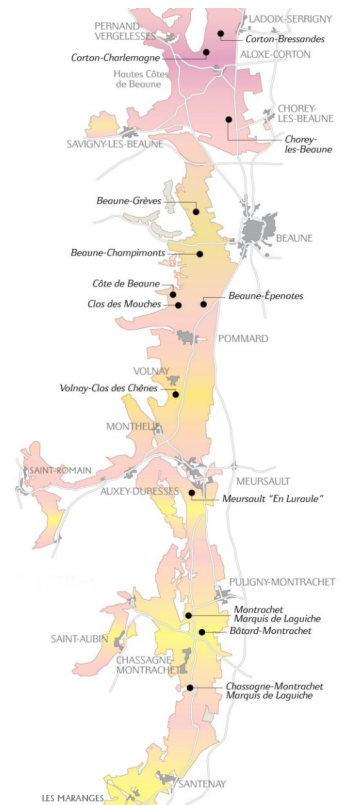 PERNAND-
VERGELESSES
LADOIX-SERRIGNY
Corton-Bressandes
Corton-Charlemagne
ALOXE-CORTON
Hautes Côtes
de Beaune
CHOREY-
LES-BEAUNE
SAVIGNY-LES-BEAUNE
Chorey-
les-Beaune
Beaune-Grèves
BEAUNE
Beaune-Champimonts
Côte de Beaune
Clos des Mouches
Beaune-Épenotes
POMMARD
VOLNAY
Volnay-Clos des Chênes
MONTHELIE
SAINT-ROMAIN
MEURSAULT
AUXEY-DURESSES
Meursault "En Luraule"
PULIGNY-MONTRACHET
Montrachet
Marquis de Laguiche
Bâtard-Montrachet
SAINT-AUBIN
CHASSAGNE-
MONTRACHET
Chassagne-Montrachet
Marquis de Laguiche
SANTENAY
LES MARANGES